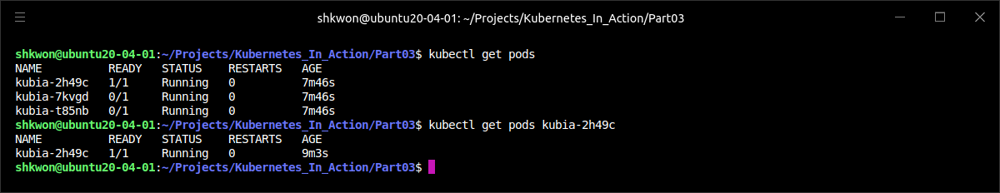 shkwon@ubuntu20-04-01: ~/Projects/Kubernetes_In_Action/Part03
shkwon@ubuntu20-04-01:~/Projects/Kubernetes_In_Action/Part03$ kubectl get pods
NAME          READY   STATUS    RESTARTS   AGE
kubia-2h49c   1/1     Running   0          7m46s
kubia-7kvgd   0/1     Running   0          7m46s
kubia-t85nb   0/1     Running   0          7m46s
shkwon@ubuntu20-04-01:~/Projects/Kubernetes_In_Action/Part03$ kubectl get pods kubia-2h49c
NAME          READY   STATUS    RESTARTS   AGE
kubia-2h49c   1/1     Running   0          9m3s
shkwon@ubuntu20-04-01:~/Projects/Kubernetes_In_Action/Part03$